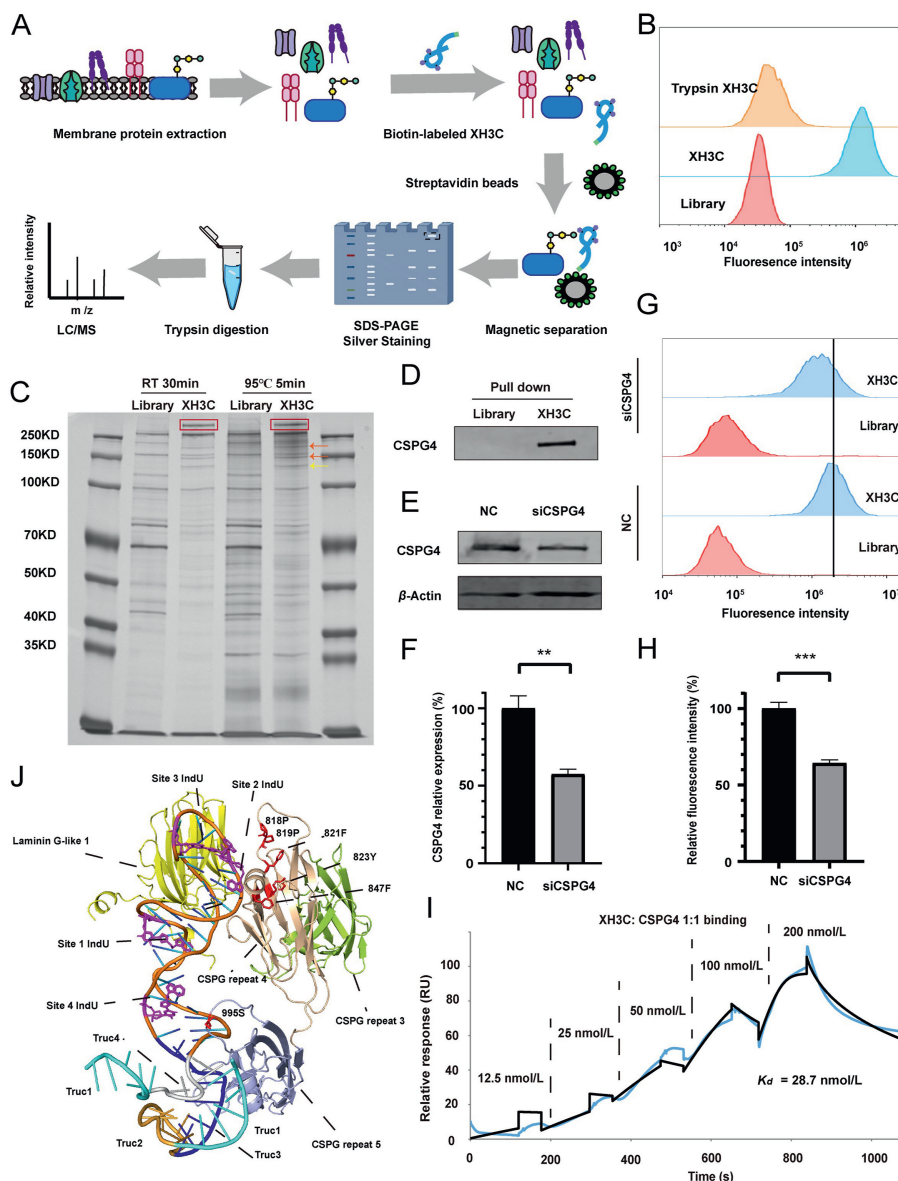 A
Membrane protein extraction
Biotin-labeled XH3C
Streptavidin beads
Magnetic separation
SDS-PAGE
Silver Staining
Trypsin digestion
Relative intensity
m / z
LC/MS
B
Trypsin XH3C
XH3C
Library
10³ 10⁴ 10⁵ 10⁶
Fluoresence intensity
C
RT 30min 95℃ 5min
Library XH3C Library XH3C
250KD
150KD
100KD
70KD
50KD
40KD
35KD
D
Pull down
Library XH3C
CSPG4
E
NC siCSPG4
CSPG4
β-Actin
F
**
CSPG4 relative expression (%)
100
50
0
NC siCSPG4
G
siCSPG4
XH3C
Library
NC
XH3C
Library
10⁴ 10⁵ 10⁶ 10⁷
Fluoresence intensity
H
***
Relative fluorescence intensity (%)
100
50
0
NC siCSPG4
J
Site 3 IndU
Site 2 IndU
818P
819P
821F
823Y
847F
Laminin G-like 1
Site 1 IndU
CSPG repeat 4
CSPG repeat 3
Site 4 IndU
995S
Truc4
Truc1
Truc2
Truc1
Truc3
CSPG repeat 5
I
XH3C: CSPG4 1:1 binding
12.5 nmol/L
25 nmol/L
50 nmol/L
100 nmol/L
200 nmol/L
Kd = 28.7 nmol/L
Relative response (RU)
120
100
80
60
40
20
0
0 200 400 600 800 1000
Time (s)